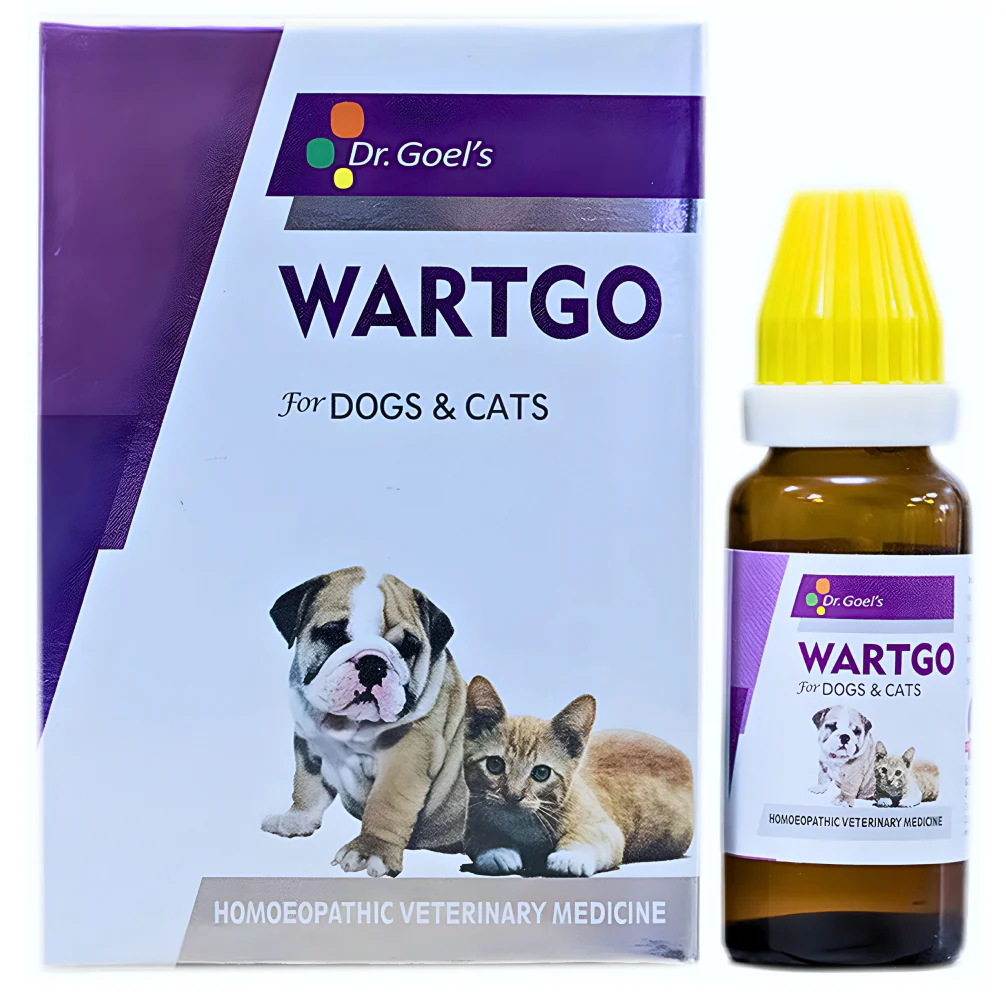 Dr. Goel's
WARTGO
For DOGS & CATS
HOMOEOPATHIC VETERINARY MEDICINE
Dr. Goel's
WARTGO
For DOGS & CATS
HOMOEOPATHIC VETERINARY MEDICINE